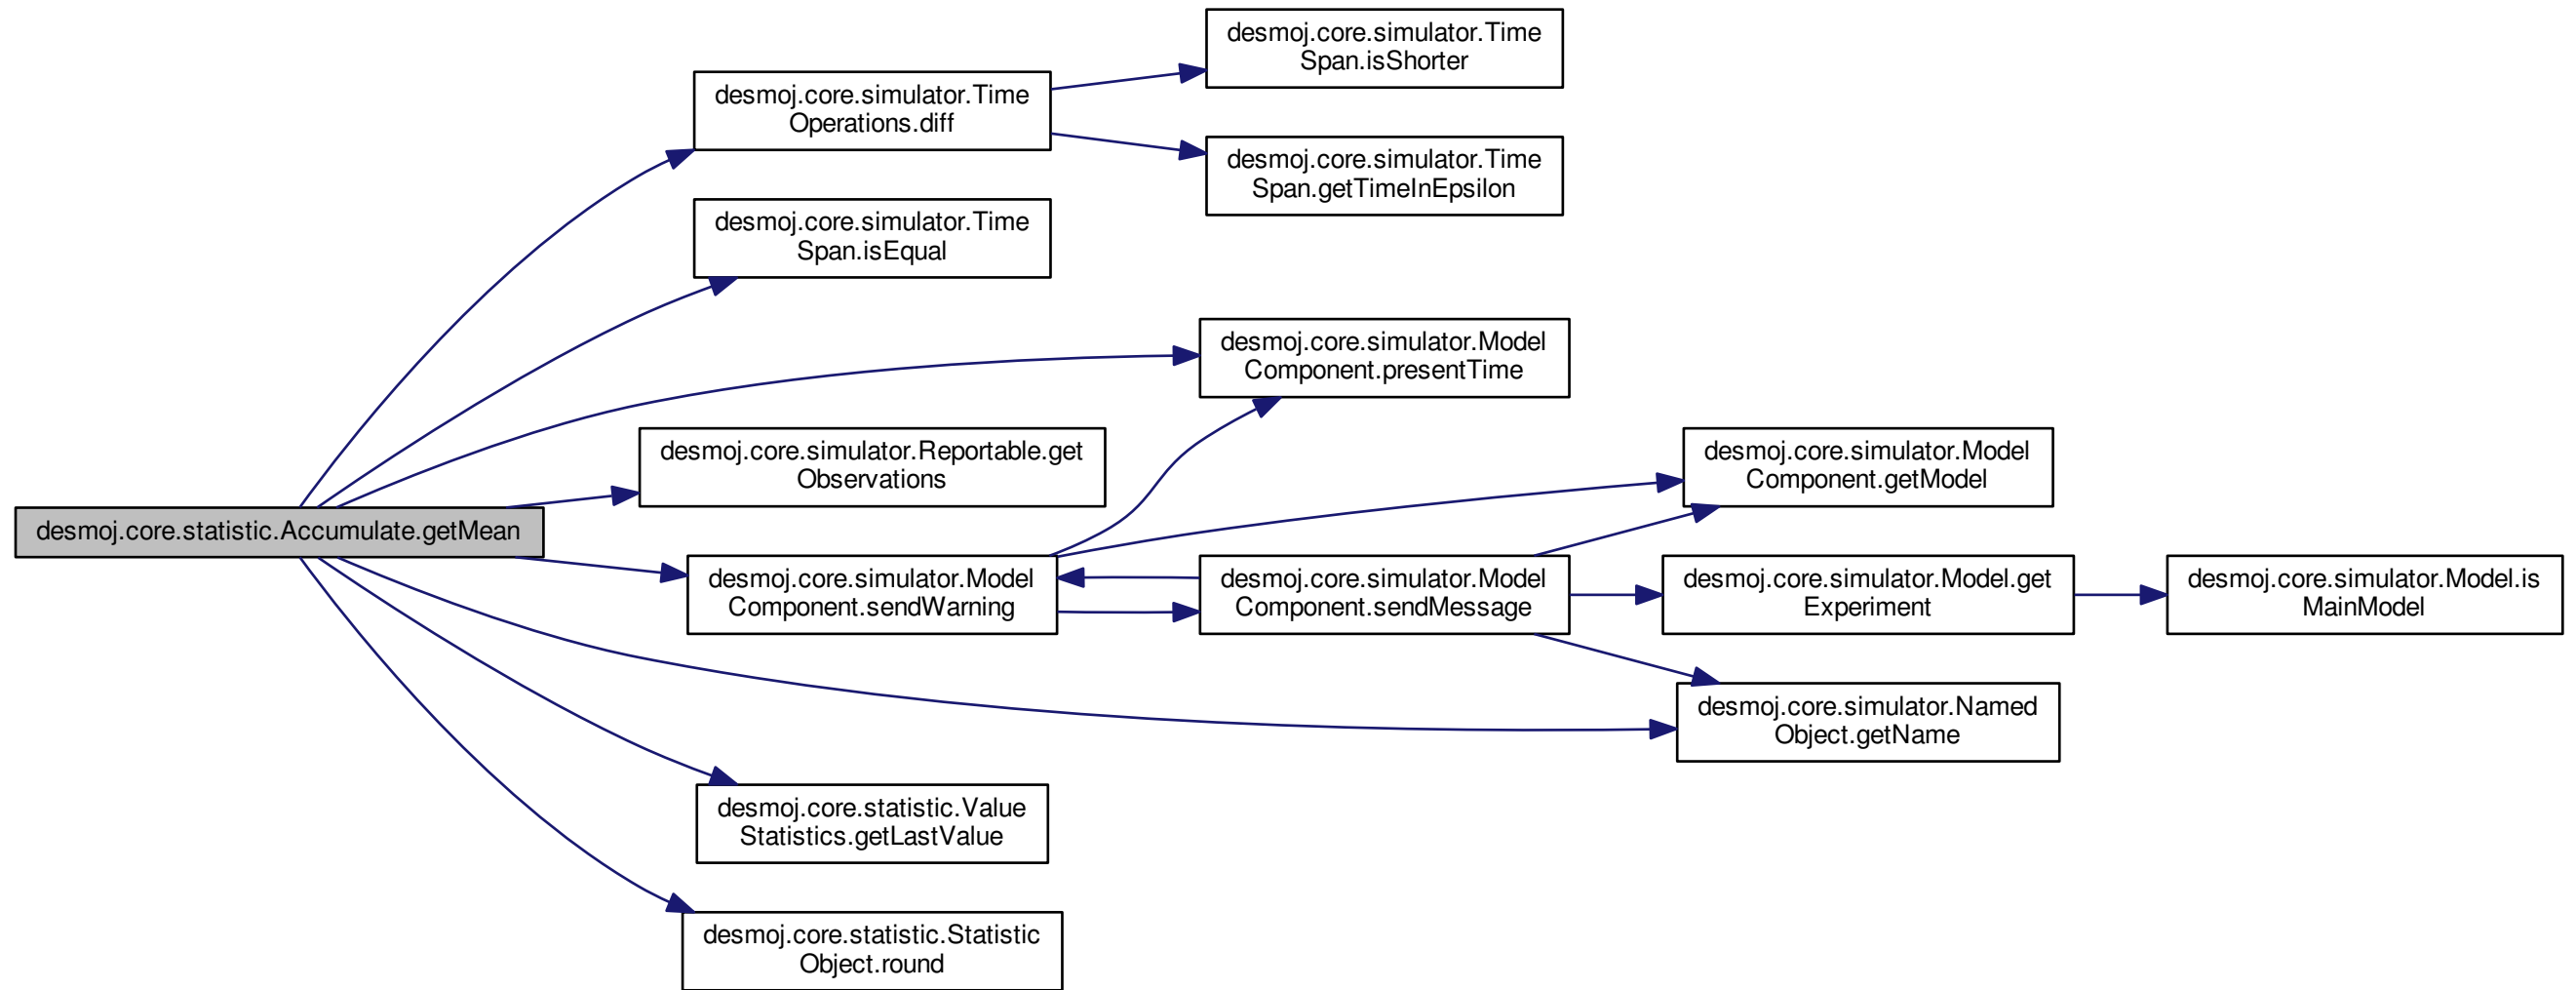 desmoj.core.simulator.Time
Span.isShorter
desmoj.core.simulator.Time
Operations.diff
desmoj.core.simulator.Time
Span.getTimeInEpsilon
desmoj.core.simulator.Time
Span.isEqual
desmoj.core.simulator.Model
Component.presentTime
desmoj.core.simulator.Reportable.get
Observations
desmoj.core.simulator.Model
Component.getModel
desmoj.core.statistic.Accumulate.getMean
desmoj.core.simulator.Model
Component.sendWarning
desmoj.core.simulator.Model
Component.sendMessage
desmoj.core.simulator.Model.get
Experiment
desmoj.core.simulator.Model.is
MainModel
desmoj.core.simulator.Named
Object.getName
desmoj.core.statistic.Value
Statistics.getLastValue
desmoj.core.statistic.Statistic
Object.round